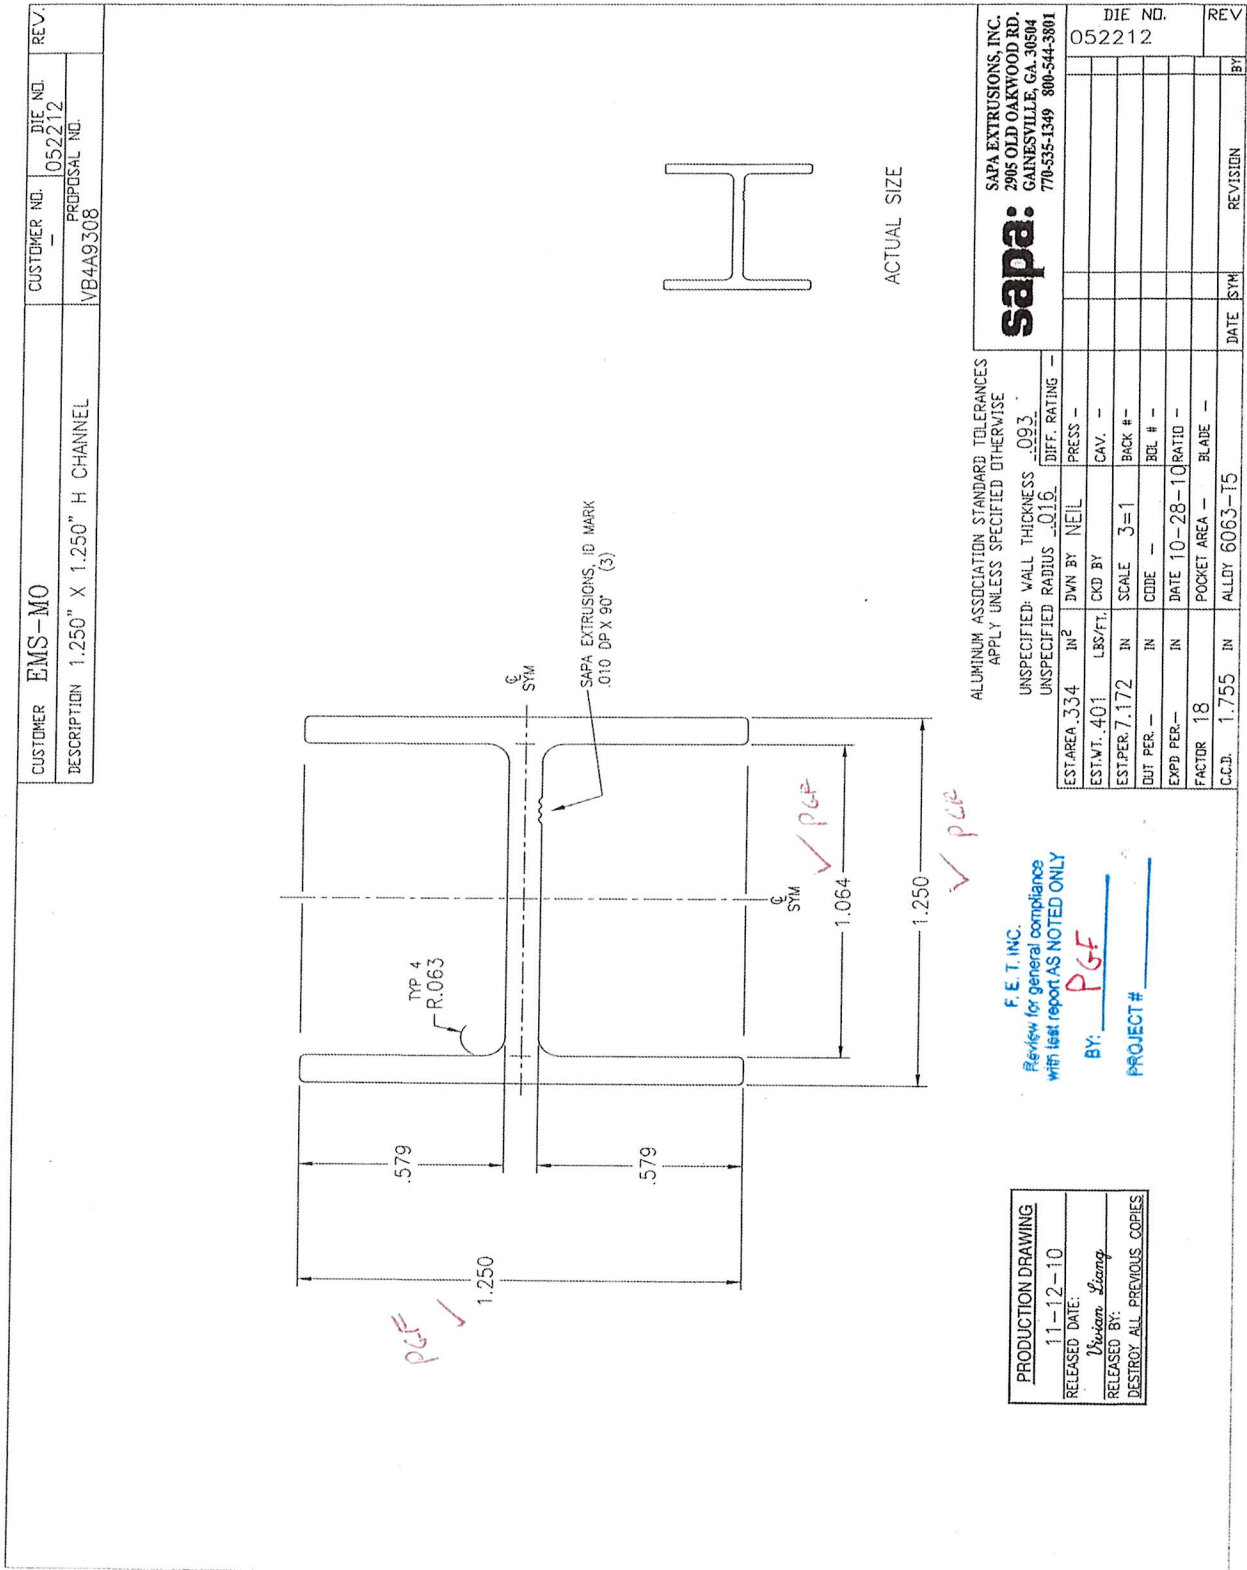 CUSTOMER EMS-MO
CUSTOMER NO.
-
DIE NO.
052212
REV.
DESCRIPTION 1.250" X 1.250" H CHANNEL
PROPOSAL NO.
VB4A9308
PGF
1.250
.579
.579
TYP 4
R.063
℄
SYM
SAPA EXTRUSIONS, ID MARK
.010 DP X 90° (3)
℄
SYM
1.064
PGF
1.250
PGF
ACTUAL SIZE
PRODUCTION DRAWING
11-12-10
RELEASED DATE:
Vivian Liang
RELEASED BY:
DESTROY ALL PREVIOUS COPIES
F. E. T. INC.
Review for general compliance
with test report AS NOTED ONLY
BY: PGF
PROJECT #
ALUMINUM ASSOCIATION STANDARD TOLERANCES
APPLY UNLESS SPECIFIED OTHERWISE
UNSPECIFIED: WALL THICKNESS .093
UNSPECIFIED RADIUS .016
DIFF. RATING -
EST.AREA .334 IN²
DWN BY NEIL
PRESS -
EST.WT. .401 LBS/FT.
CKD BY
CAV. -
EST.PER. 7.172 IN
SCALE 3=1
BACK #-
OUT PER. - IN
CODE -
BOL # -
EXPD PER.- IN
DATE 10-28-10
RATIO -
FACTOR 18
POCKET AREA -
BLADE -
C.C.D. 1.755 IN
ALLOY 6063-T5
sapa:
SAPA EXTRUSIONS, INC.
2905 OLD OAKWOOD RD.
GAINESVILLE, GA. 30504
770-535-1349 800-544-3801
DATE
SYM
REVISION
BY
DIE NO.
052212
REV